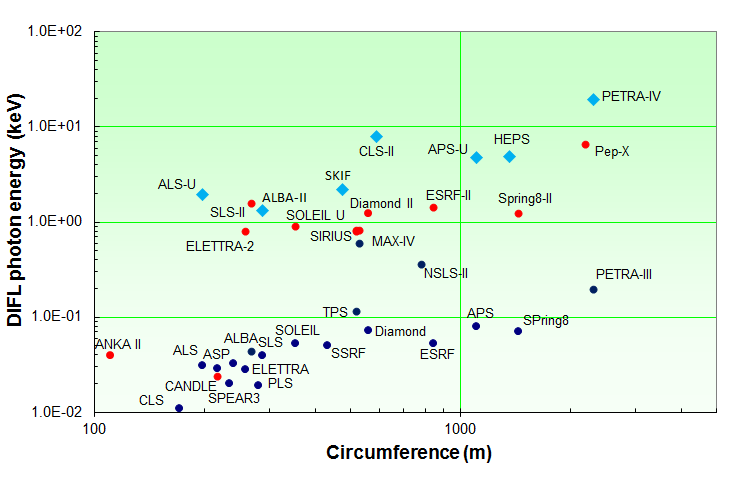 1.0E+02
PETRA-IV
1.0E+01
CLS-II
APS-U
HEPS
Pep-X
ALS-U
SKIF
ALBA-II
SLS-II
Diamond II
ESRF-II
Spring8-II
SOLEIL U
1.0E+00
ELETTRA-2
SIRIUS
MAX-IV
NSLS-II
PETRA-III
1.0E-01
TPS
APS
SPring8
ANKA II
ALBA
SOLEIL
Diamond
ALS
ASP
SLS
SSRF
ESRF
ELETTRA
CANDLE
PLS
SPEAR3
CLS
1.0E-02
100
1000
Circumference (m)
DIFL photon energy (keV)